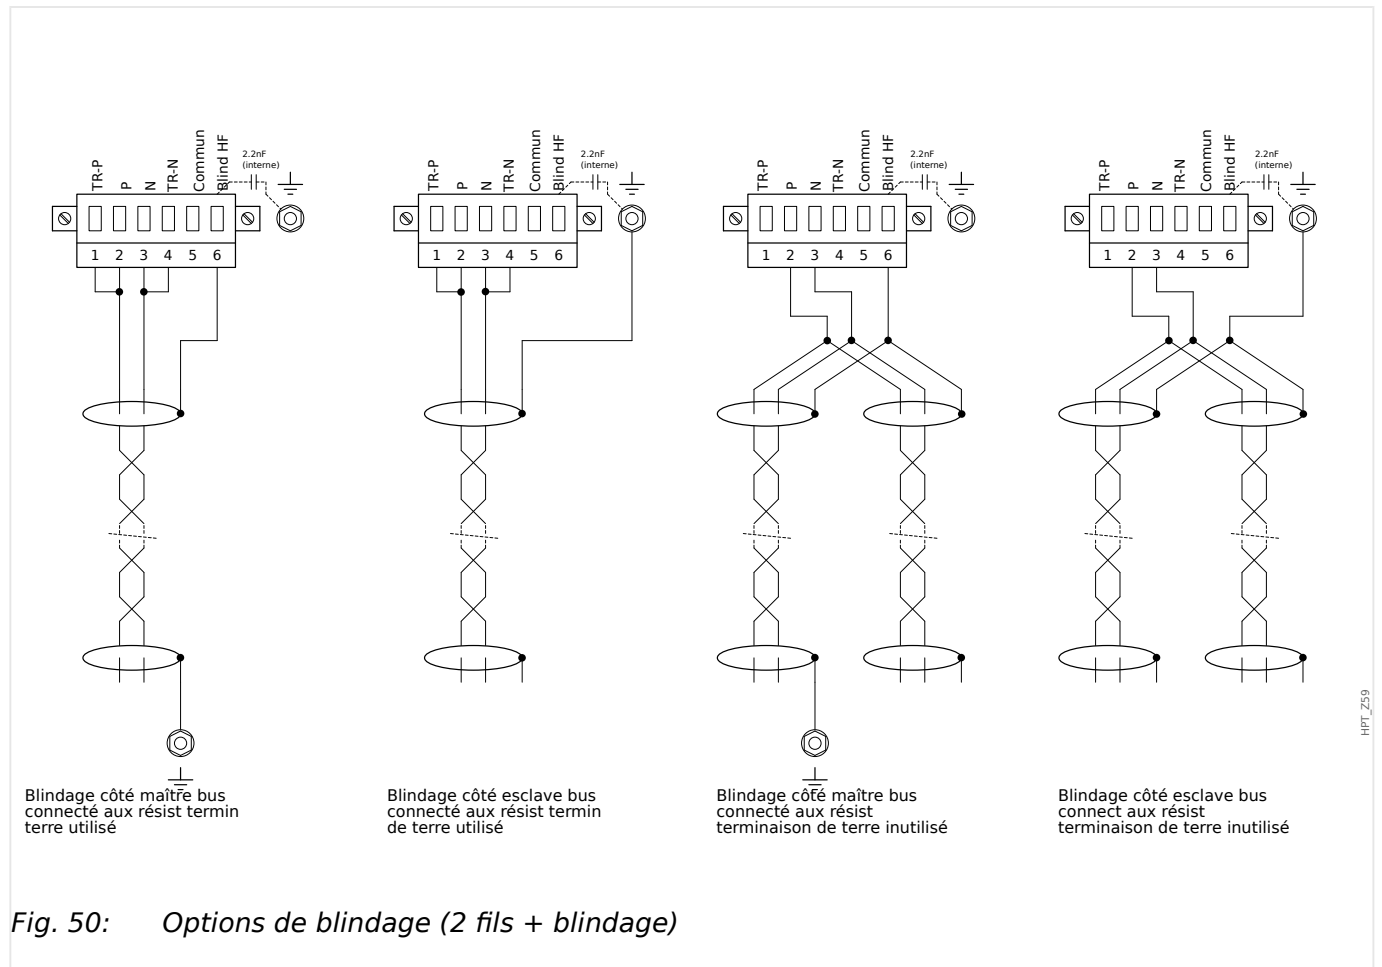 TR-P P N TR-N Commun Blind HF 2.2nF (interne)
1 2 3 4 5 6
TR-P P N TR-N Commun Blind HF 2.2nF (interne)
1 2 3 4 5 6
TR-P P N TR-N Commun Blind HF 2.2nF (interne)
1 2 3 4 5 6
TR-P P N TR-N Commun Blind HF 2.2nF (interne)
1 2 3 4 5 6
HPT_Z59
Blindage côté maître bus
connecté aux résist termin
terre utilisé
Blindage côté esclave bus
connecté aux résist termin
de terre utilisé
Blindage côté maître bus
connecté aux résist
terminaison de terre inutilisé
Blindage côté esclave bus
connect aux résist
terminaison de terre inutilisé
Fig. 50: Options de blindage (2 fils + blindage)